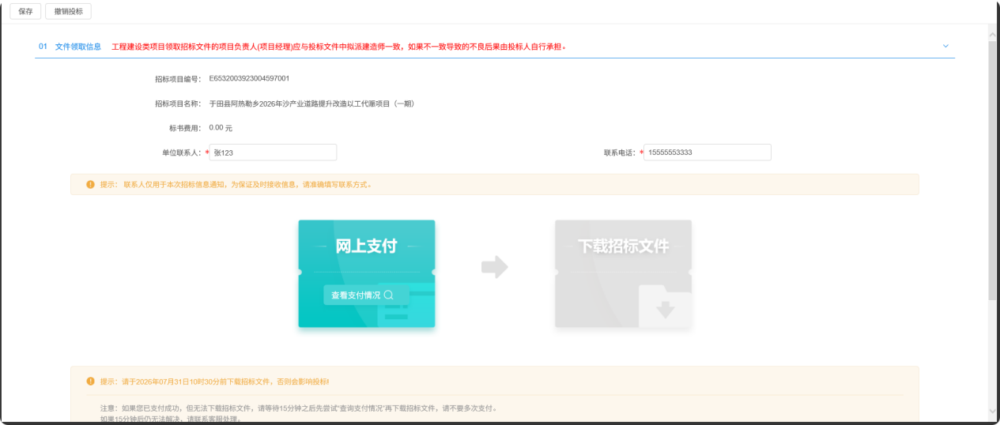 保存 撤销投标
01 文件领取信息 工程建设类项目领取招标文件的项目负责人(项目经理)应与投标文件中拟派建造师一致，如果不一致导致的不良后果由投标人自行承担。
招标项目编号： E6532003923004597001
招标项目名称： 于田县阿热勒乡2026年沙产业道路提升改造以工代赈项目（一期）
标书费用： 0.00 元
单位联系人：* 张123 联系电话：* 15555553333
提示： 联系人仅用于本次招标信息通知，为保证及时接收信息，请准确填写联系方式。
网上支付 下载招标文件
查看支付情况
提示：请于2026年07月31日10时30分前下载招标文件，否则会影响投标!
注意：如果您已支付成功，但无法下载招标文件，请等待15分钟之后先尝试“查询支付情况”再下载招标文件，请不要多次支付。
如果15分钟后仍无法解决，请联系客服处理。